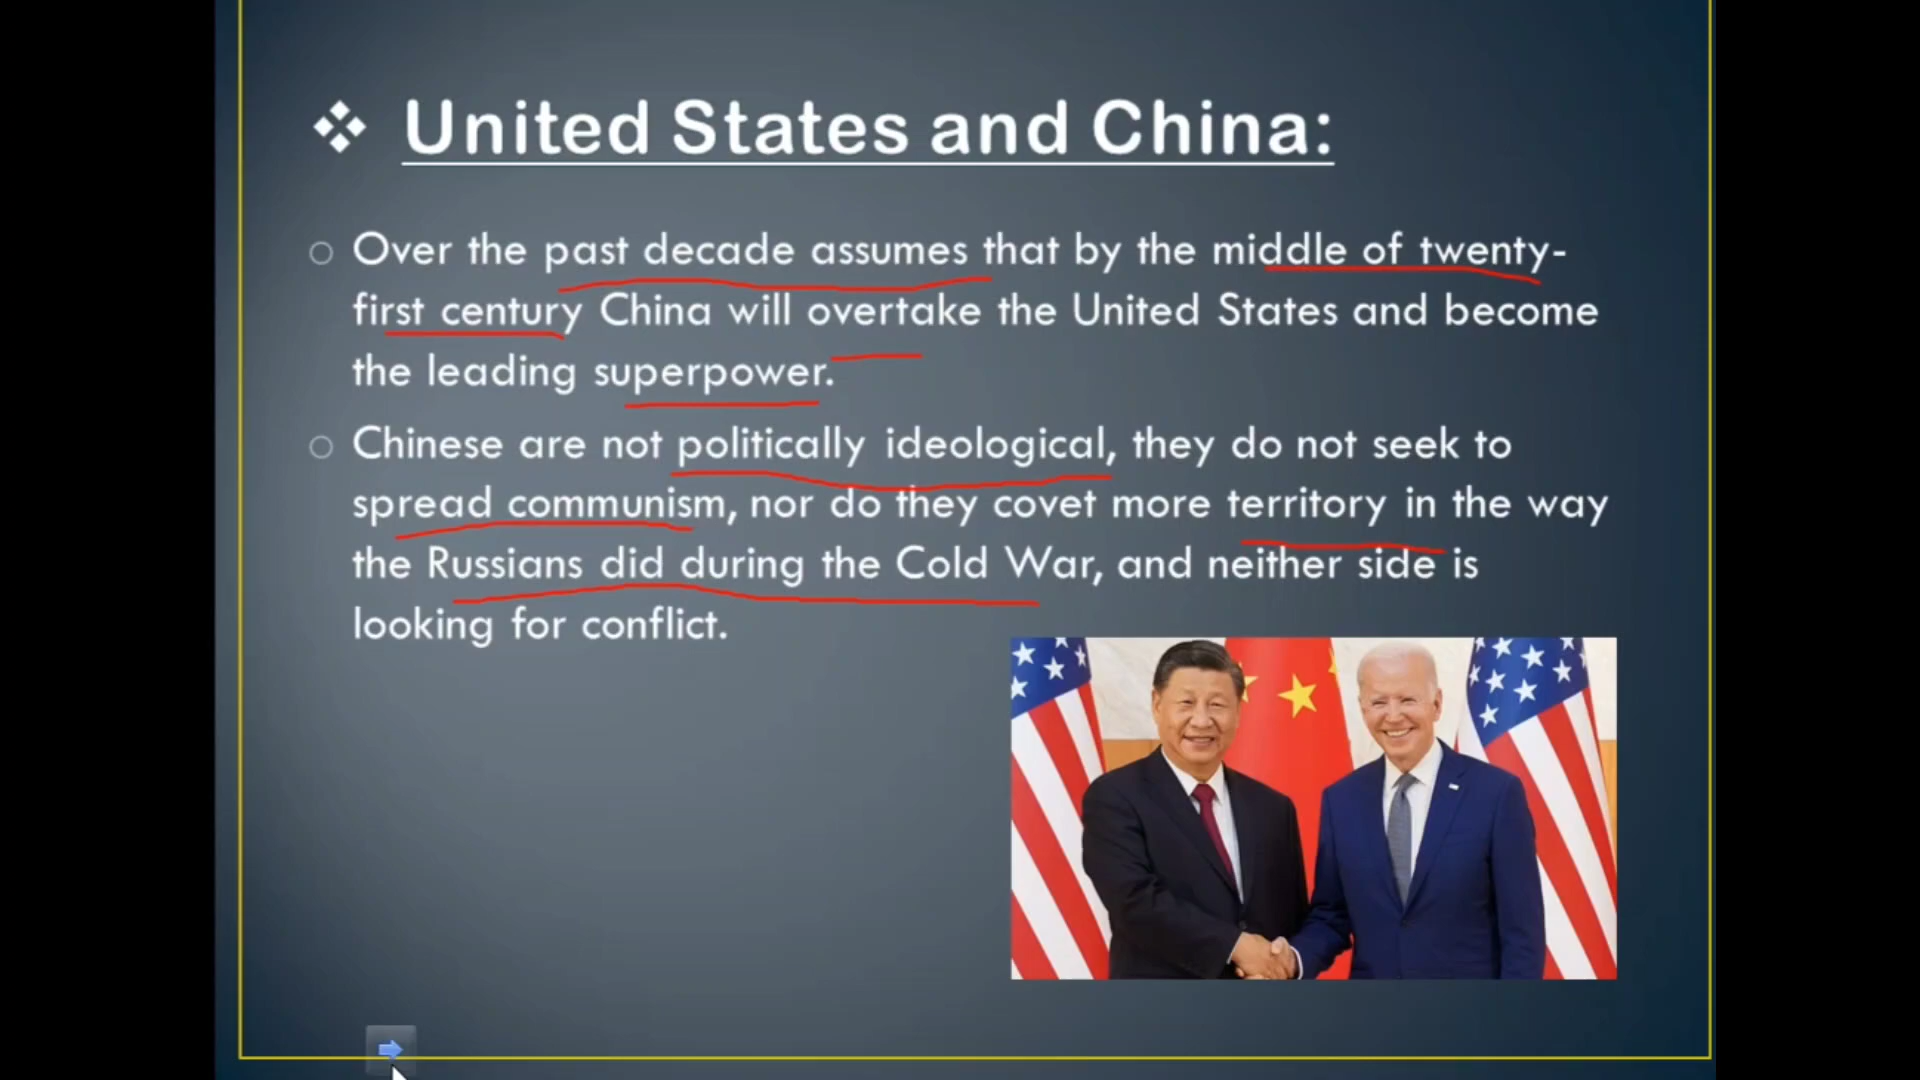 ❖ United States and China:
○ Over the past decade assumes that by the middle of twenty-
first century China will overtake the United States and become
the leading superpower.
○ Chinese are not politically ideological, they do not seek to
spread communism, nor do they covet more territory in the way
the Russians did during the Cold War, and neither side is
looking for conflict.